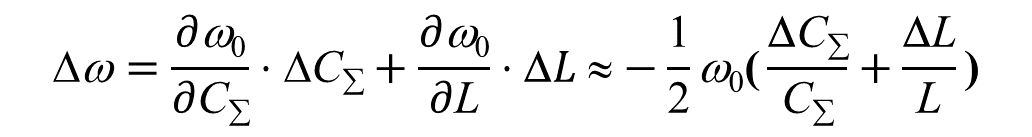 Δω = ∂ω₀/∂C_Σ · ΔC_Σ + ∂ω₀/∂L · ΔL ≈ − 1/2 ω₀(ΔC_Σ/C_Σ + ΔL/L)